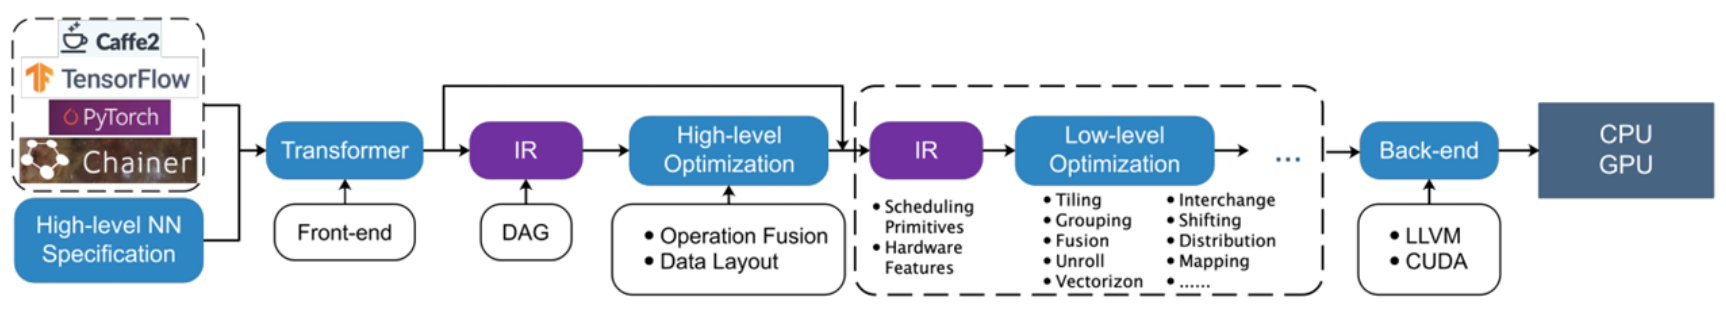 Caffe2
TensorFlow
PyTorch
Chainer
High-level NN
Specification
Transformer
Front-end
IR
DAG
High-level
Optimization
• Operation Fusion
• Data Layout
IR
• Scheduling
Primitives
• Hardware
Features
Low-level
Optimization
• Tiling
• Grouping
• Fusion
• Unroll
• Vectorizon
• Interchange
• Shifting
• Distribution
• Mapping
• ......
...
Back-end
• LLVM
• CUDA
CPU
GPU